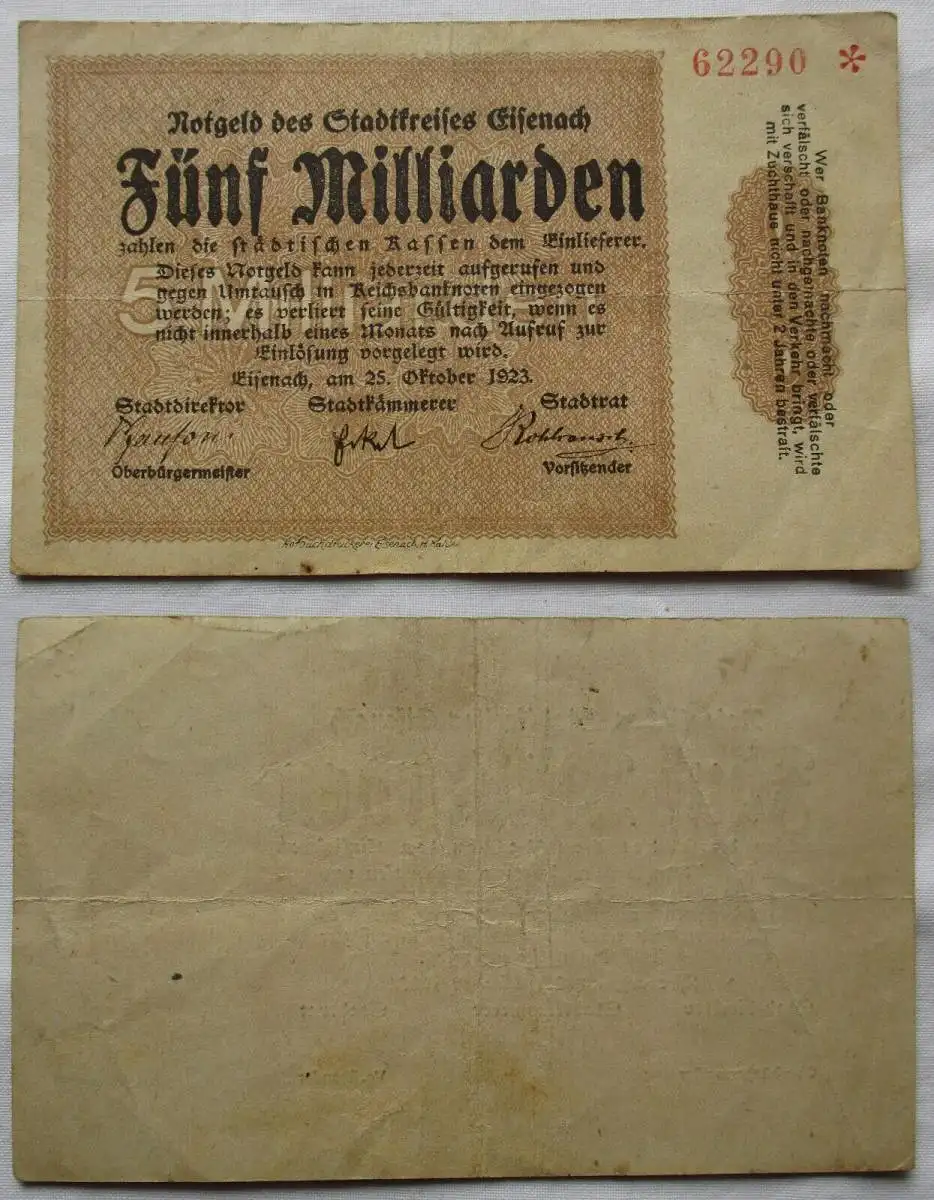 62290 *
Notgeld des Stadtkreises Eisenach
Fünf Milliarden
zahlen die städtischen Kassen dem Einlieferer.
Dieses Notgeld kann jederzeit aufgerufen und
gegen Umtausch in Reichsbanknoten eingezogen
werden; es verliert seine Gültigkeit, wenn es
nicht innerhalb eines Monats nach Aufruf zur
Einlösung vorgelegt wird.
Eisenach, am 25. Oktober 1923.
Stadtdirektor Stadtkämmerer Stadtrat
Oberbürgermeister Vorsitzender
Hofbuchdruckerei Eisenach H. Kahle
Wer Banknoten nachmacht oder
verfälscht oder nachgemachte oder verfälschte
sich verschafft und in den Verkehr bringt, wird
mit Zuchthaus nicht unter 2 Jahren bestraft.